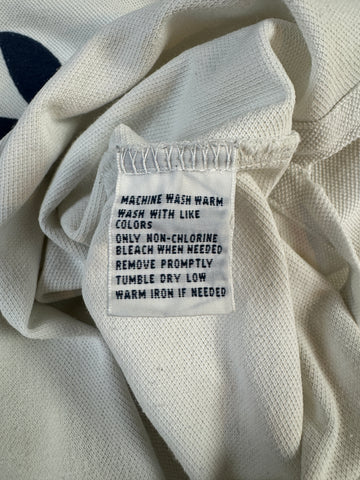 MACHINE WASH WARM
WASH WITH LIKE
COLORS
ONLY NON-CHLORINE
BLEACH WHEN NEEDED
REMOVE PROMPTLY
TUMBLE DRY LOW
WARM IRON IF NEEDED